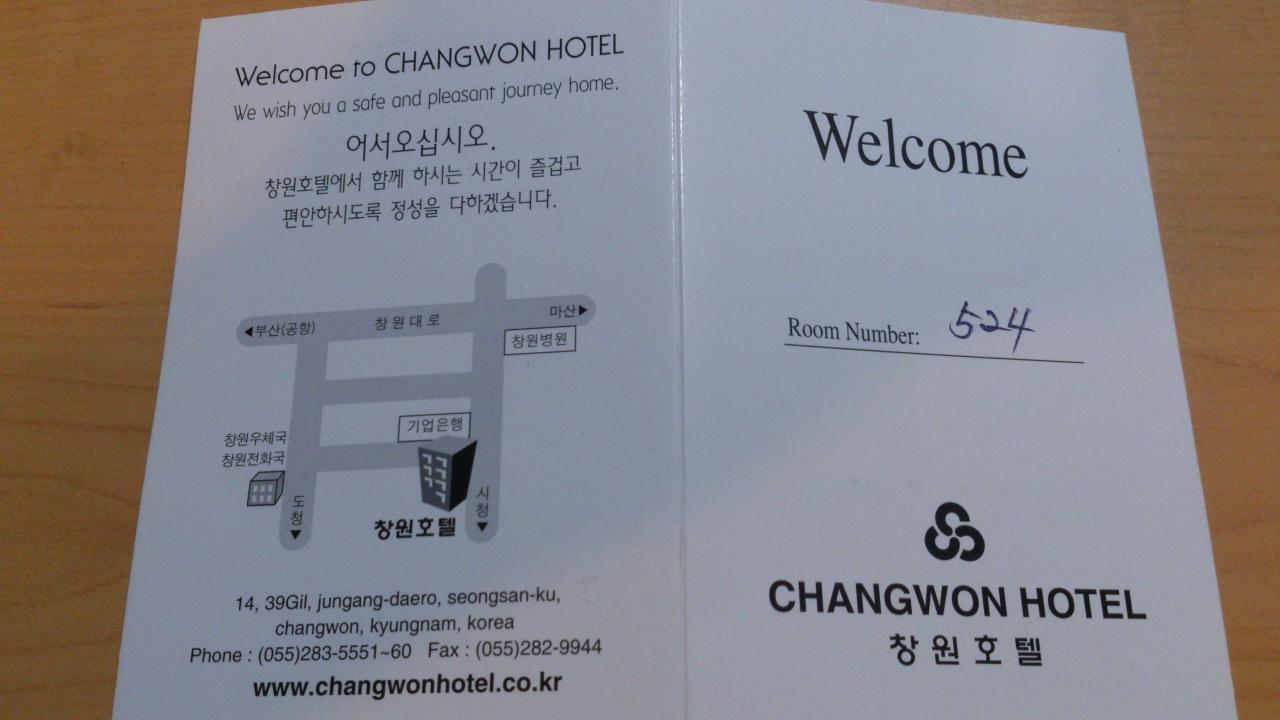 Welcome to CHANGWON HOTEL
We wish you a safe and pleasant journey home.
어서오십시오.
창원호텔에서 함께 하시는 시간이 즐겁고
편안하시도록 정성을 다하겠습니다.
◀부산(공항) 창원대로 마산▶
창원병원
기업은행
창원우체국
창원전화국
도청▼
시청▼
창원호텔
14, 39Gil, jungang-daero, seongsan-ku,
changwon, kyungnam, korea
Phone : (055)283-5551~60 Fax : (055)282-9944
www.changwonhotel.co.kr
Welcome
Room Number: 524
CHANGWON HOTEL
창원호텔